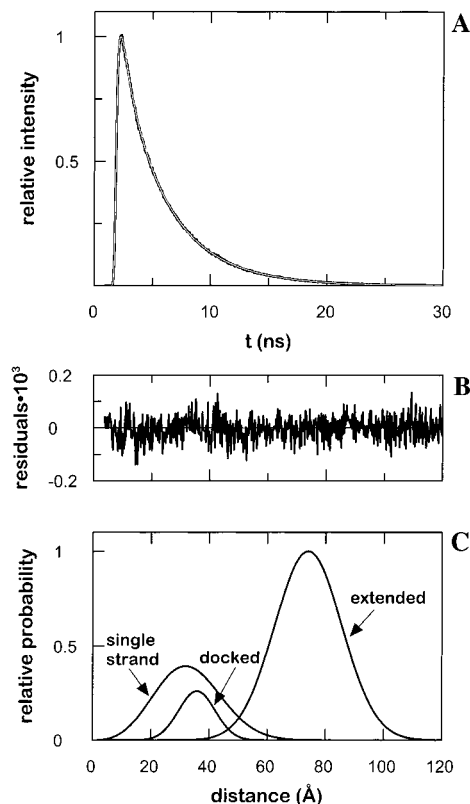 A
1
0.5
relative intensity
0
10
20
30
t (ns)
B
0.2
0
-0.2
residuals•10³
C
1
0.5
0
relative probability
single
strand
docked
extended
0
20
40
60
80
100
120
distance (Å)